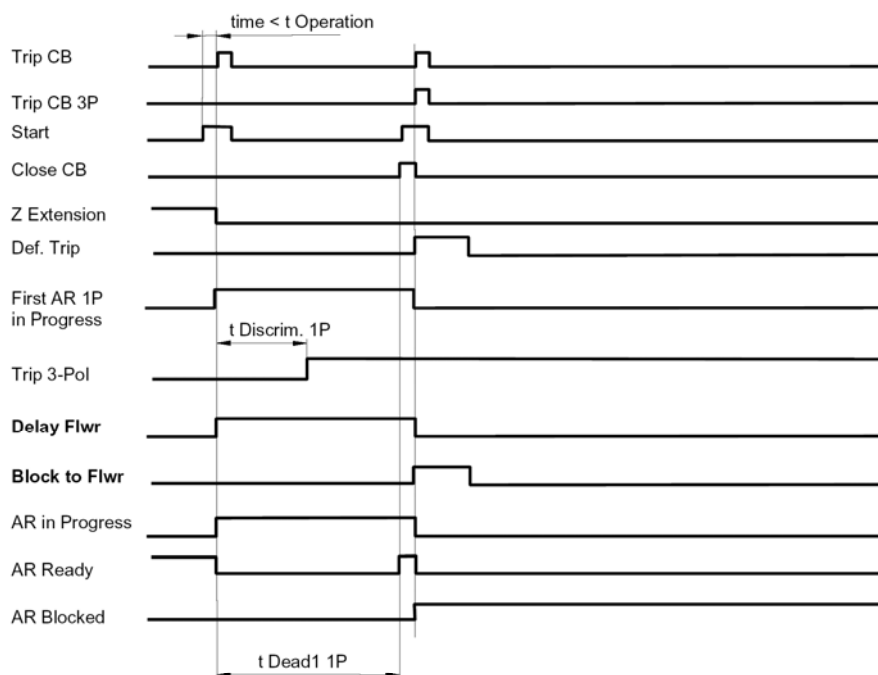 time < t Operation
Trip CB
Trip CB 3P
Start
Close CB
Z Extension
Def. Trip
First AR 1P
in Progress
t Discrim. 1P
Trip 3-Pol
Delay Flwr
Block to Flwr
AR in Progress
AR Ready
AR Blocked
t Dead1 1P